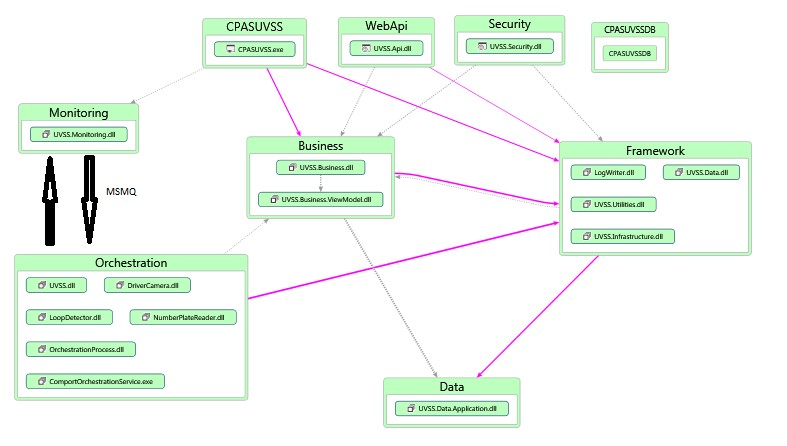 CPASUVSS
CPASUVSS.exe
WebApi
UVSS.Api.dll
Security
UVSS.Security.dll
CPASUVSSDB
CPASUVSSDB
Monitoring
UVSS.Monitoring.dll
MSMQ
Business
UVSS.Business.dll
UVSS.Business.ViewModel.dll
Framework
LogWriter.dll
UVSS.Data.dll
UVSS.Utilities.dll
UVSS.Infrastructure.dll
Orchestration
UVSS.dll
DriverCamera.dll
LoopDetector.dll
NumberPlateReader.dll
OrchestrationProcess.dll
ComportOrchestrationService.exe
Data
UVSS.Data.Application.dll